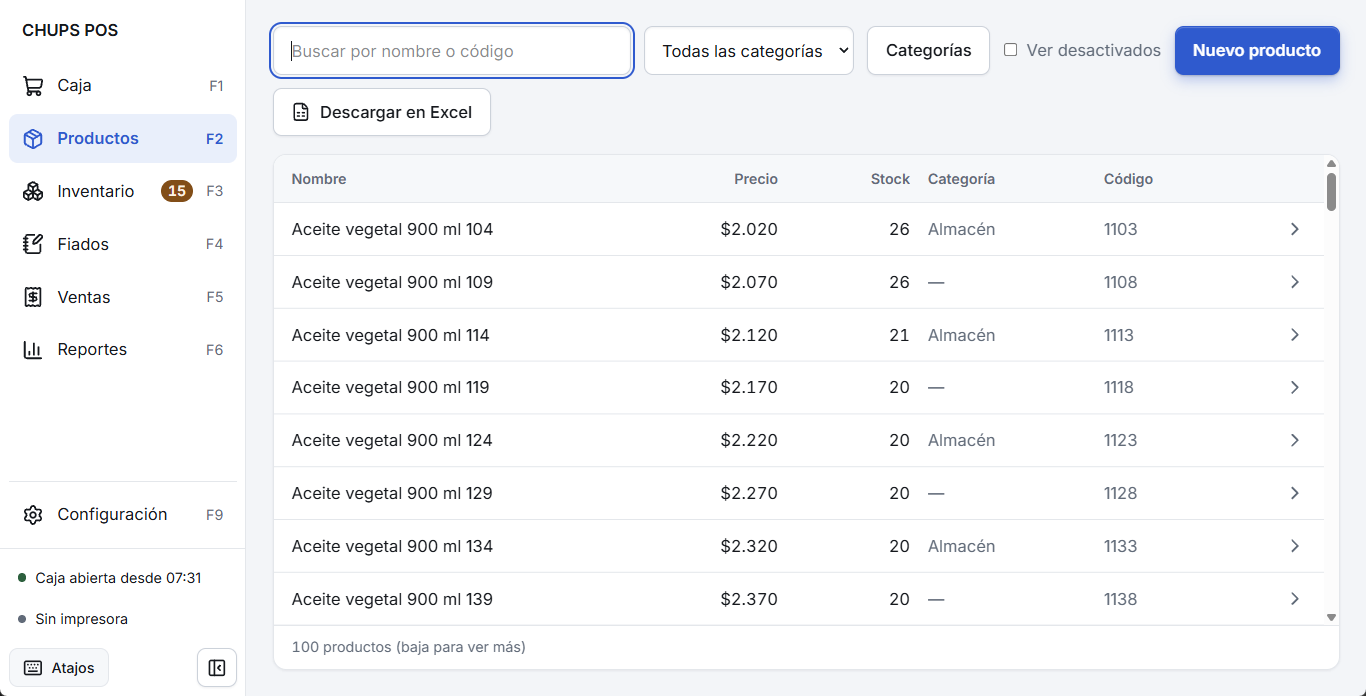 CHUPS POS
Caja F1
Productos F2
Inventario 15 F3
Fiados F4
Ventas F5
Reportes F6
Configuración F9
Caja abierta desde 07:31
Sin impresora
Atajos
Buscar por nombre o código
Todas las categorías
Categorías
Ver desactivados
Nuevo producto
Descargar en Excel
Nombre Precio Stock Categoría Código
Aceite vegetal 900 ml 104 $2.020 26 Almacén 1103
Aceite vegetal 900 ml 109 $2.070 26 — 1108
Aceite vegetal 900 ml 114 $2.120 21 Almacén 1113
Aceite vegetal 900 ml 119 $2.170 20 — 1118
Aceite vegetal 900 ml 124 $2.220 20 Almacén 1123
Aceite vegetal 900 ml 129 $2.270 20 — 1128
Aceite vegetal 900 ml 134 $2.320 20 Almacén 1133
Aceite vegetal 900 ml 139 $2.370 20 — 1138
100 productos (baja para ver más)